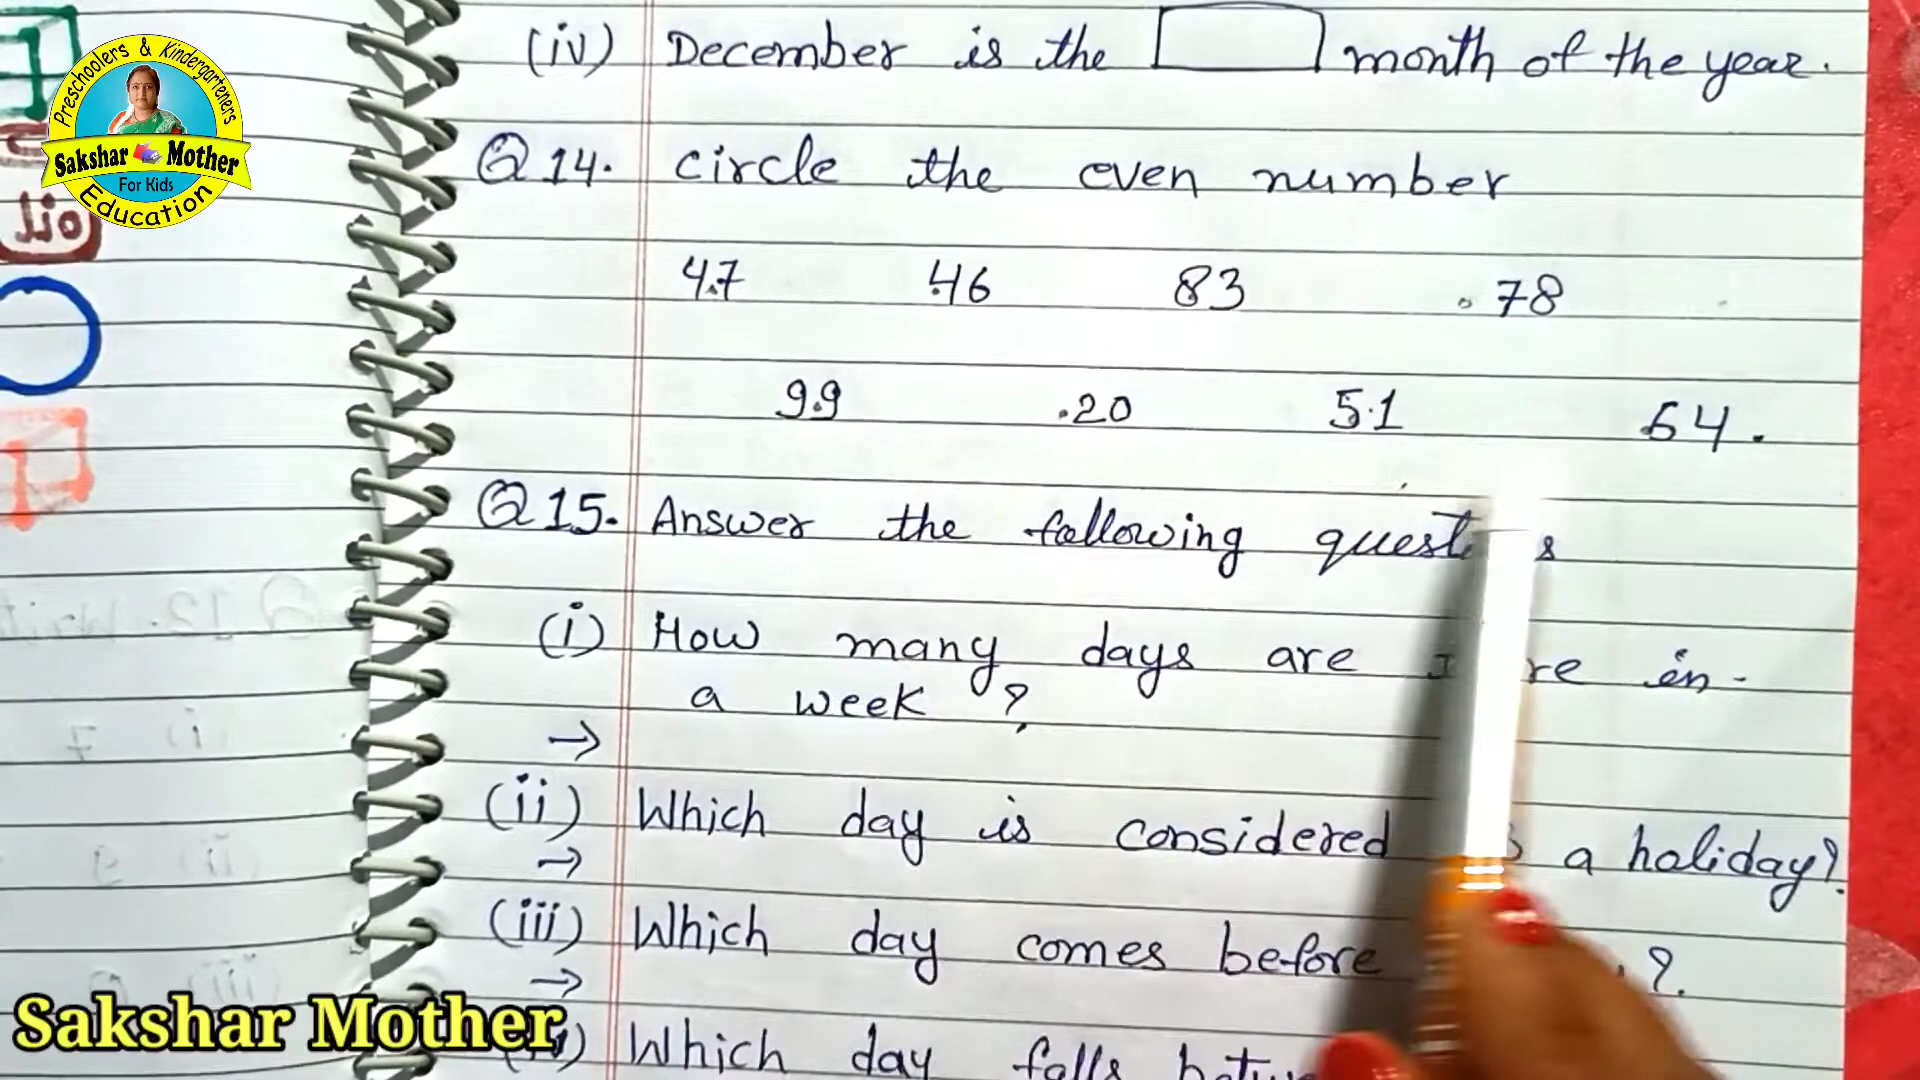 Preschoolers & Kindergarteners
Sakshar Mother
For Kids
Education
(iv) December is the month of the year.
Q14. circle the even number
47 46 83 78
99 20 51 64
Q15. Answer the following
(i) How many days are in
a week?
→
(ii) Which day is considered a holiday?
→
(iii) Which day comes before ?
→
Sakshar Mother
Which day falls